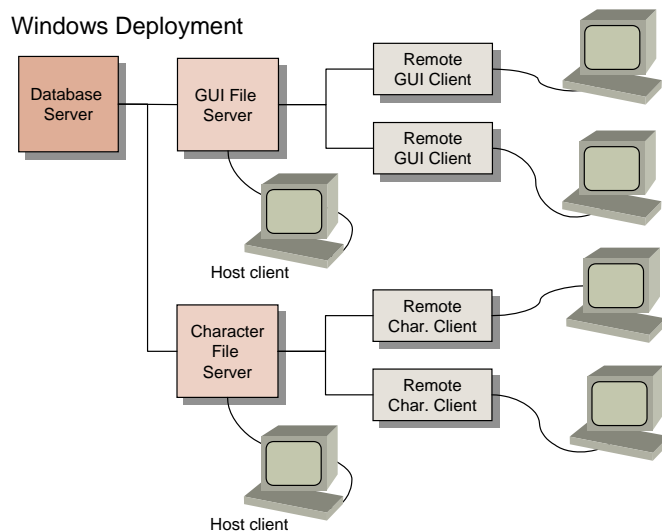 Windows Deployment
Database
Server
GUI File
Server
Remote
GUI Client
Remote
GUI Client
Host client
Character
File
Server
Remote
Char. Client
Remote
Char. Client
Host client